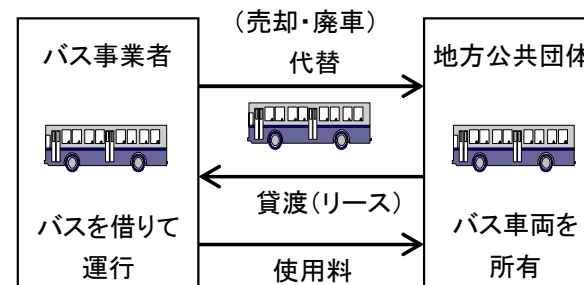 (売却・廃車)
代替
バス事業者
地方公共団体
貸渡(リース)
バスを借りて
運行
バス車両を
所有
使用料